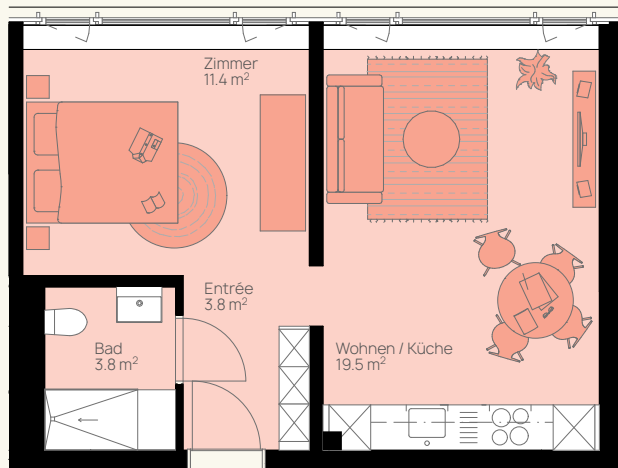 Zimmer
11.4 m²
Entrée
3.8 m²
Bad
3.8 m²
Wohnen / Küche
19.5 m²